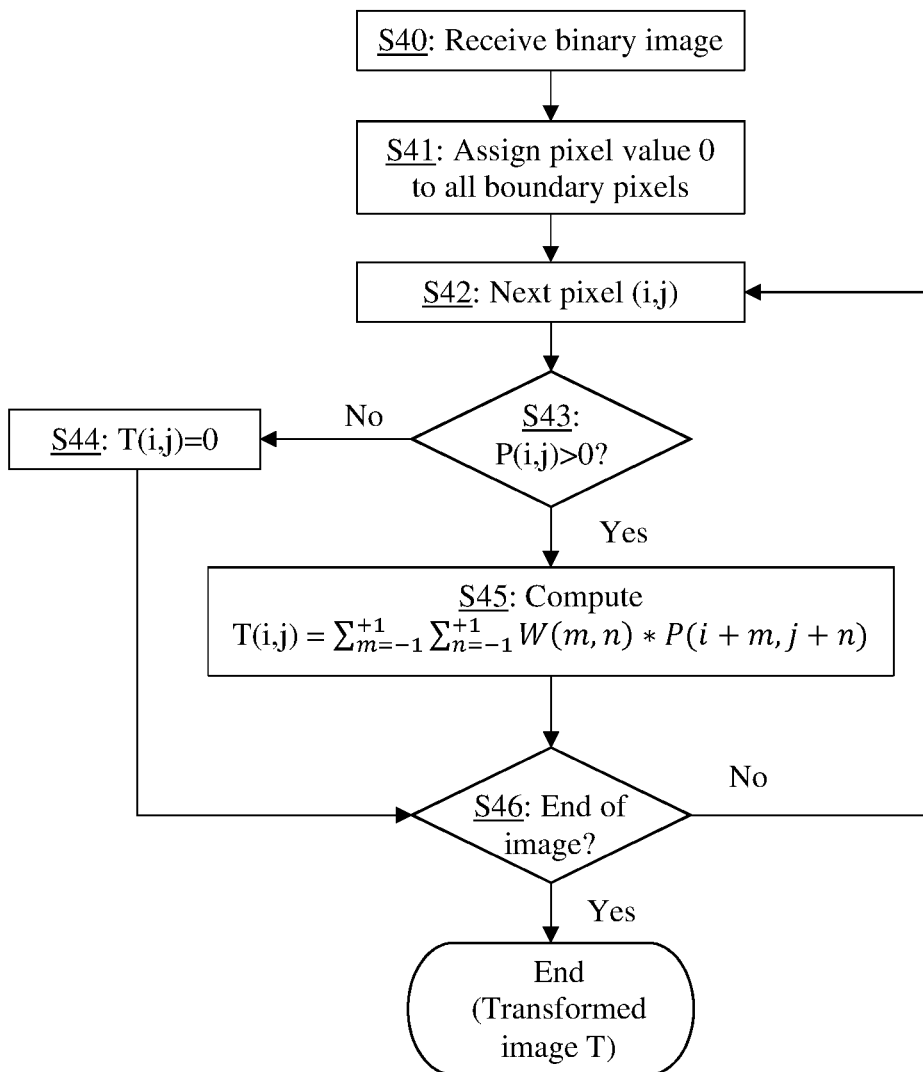 S40: Receive binary image
S41: Assign pixel value 0
to all boundary pixels
S42: Next pixel (i,j)
S43:
P(i,j)>0?
No
S44: T(i,j)=0
Yes
S45: Compute
T(i,j) = ∑_{m=-1}^{+1} ∑_{n=-1}^{+1} W(m, n) * P(i + m, j + n)
S46: End of
image?
No
Yes
End
(Transformed
image T)